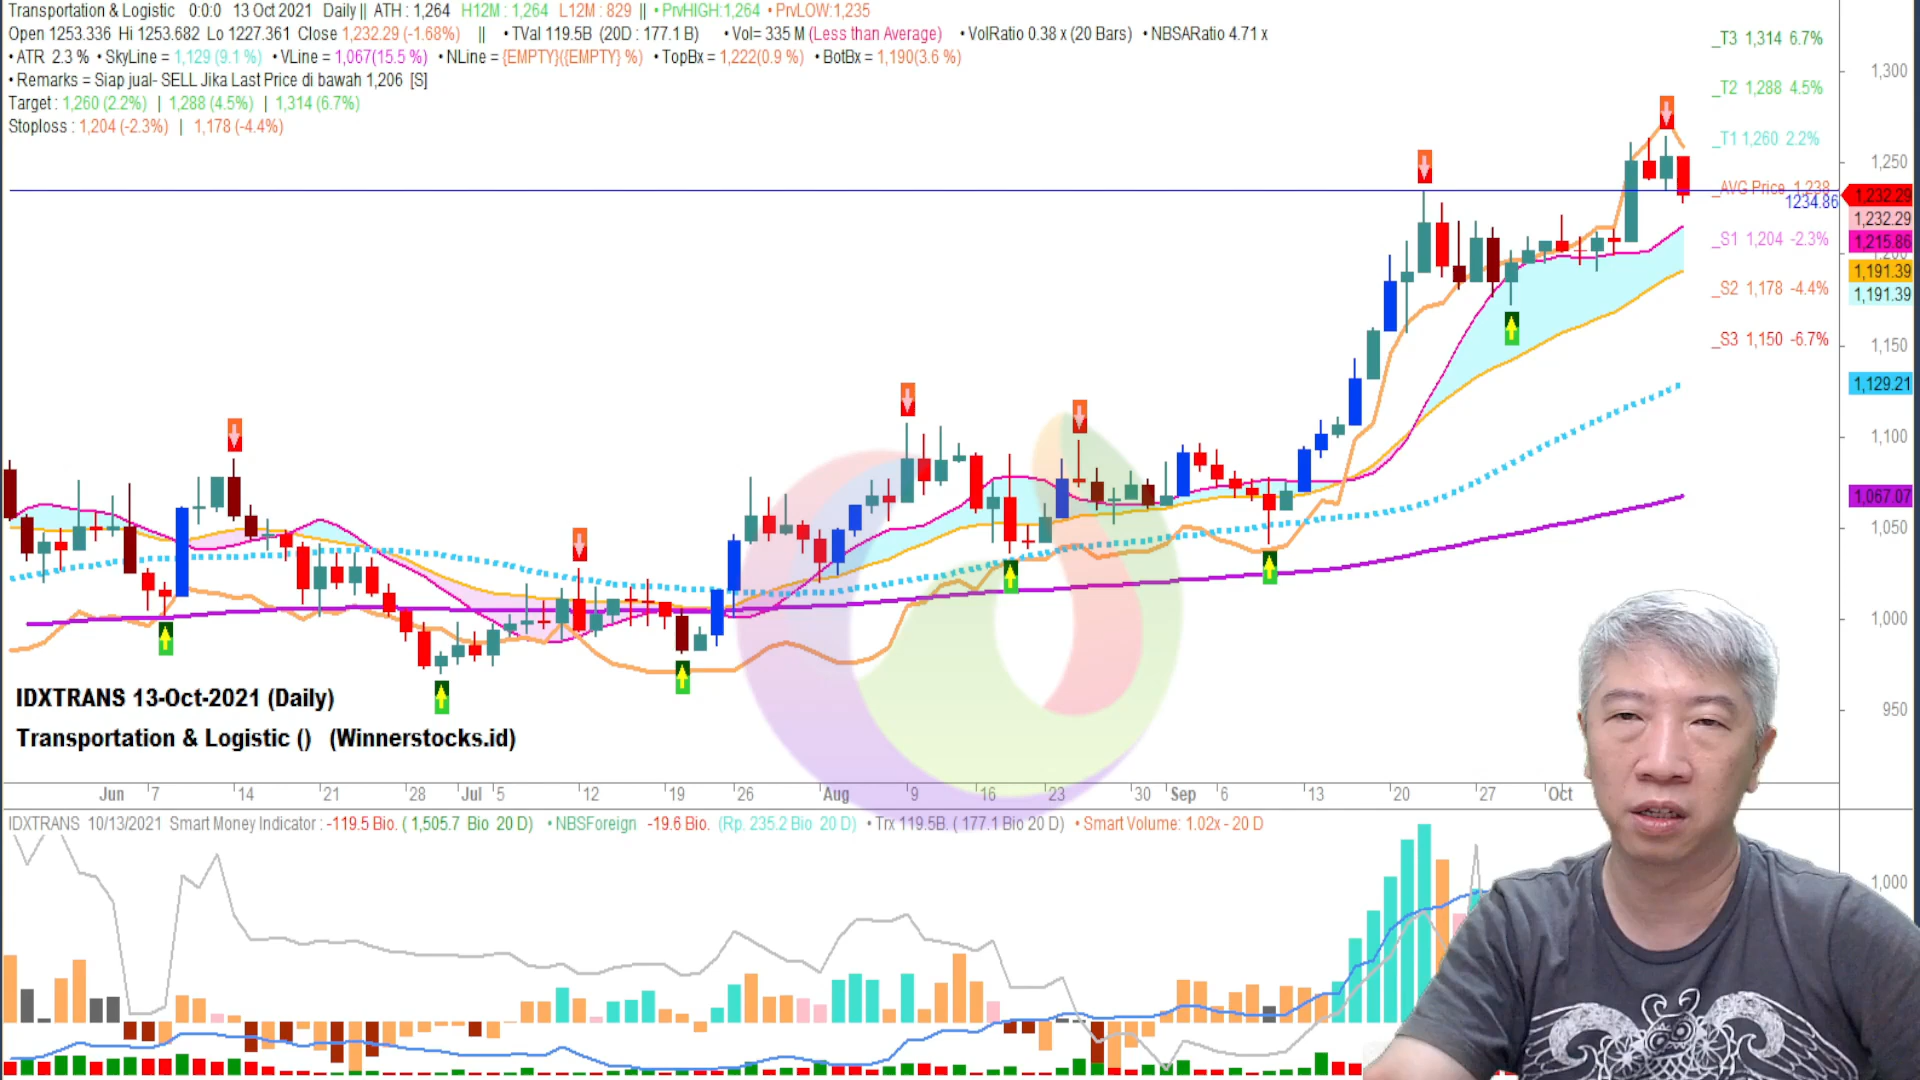 Transportation & Logistic 0:0:0 13 Oct 2021 Daily || ATH : 1,264 H12M : 1,264 L12M : 829 || • PrvHIGH:1,264 • PrvLOW:1,235
Open 1253.336 Hi 1253.682 Lo 1227.361 Close 1,232.29 (-1.68%) || • TVal 119.5B (20D : 177.1 B) • Vol= 335 M (Less than Average) • VolRatio 0.38 x (20 Bars) • NBSARatio 4.71 x
• ATR 2.3 % • SkyLine = 1,129 (9.1 %) • VLine = 1,067(15.5 %) • NLine = {EMPTY}({EMPTY} %) • TopBx = 1,222(0.9 %) • BotBx = 1,190(3.6 %)
• Remarks = Siap jual- SELL Jika Last Price di bawah 1,206 [S]
Target : 1,260 (2.2%) | 1,288 (4.5%) | 1,314 (6.7%)
Stoploss : 1,204 (-2.3%) | 1,178 (-4.4%)
_T3 1,314 6.7%
_T2 1,288 4.5%
_T1 1,260 2.2%
_AVG Price 1,238
1234.86
_S1 1,204 -2.3%
_S2 1,178 -4.4%
_S3 1,150 -6.7%
1,300
1,250
1,232.29
1,232.29
1,215.86
1,200
1,191.39
1,191.39
1,150
1,129.21
1,100
1,067.07
1,050
1,000
950
IDXTRANS 13-Oct-2021 (Daily)
Transportation & Logistic () (Winnerstocks.id)
Jun 7 14 21 28 Jul 5 12 19 26 Aug 9 16 23 30 Sep 6 13 20 27 Oct
IDXTRANS 10/13/2021 Smart Money Indicator : -119.5 Bio. ( 1,505.7 Bio 20 D) • NBSForeign -19.6 Bio. (Rp. 235.2 Bio 20 D) • Trx 119.5B. ( 177.1 Bio 20 D) • Smart Volume: 1.02x - 20 D
1,000